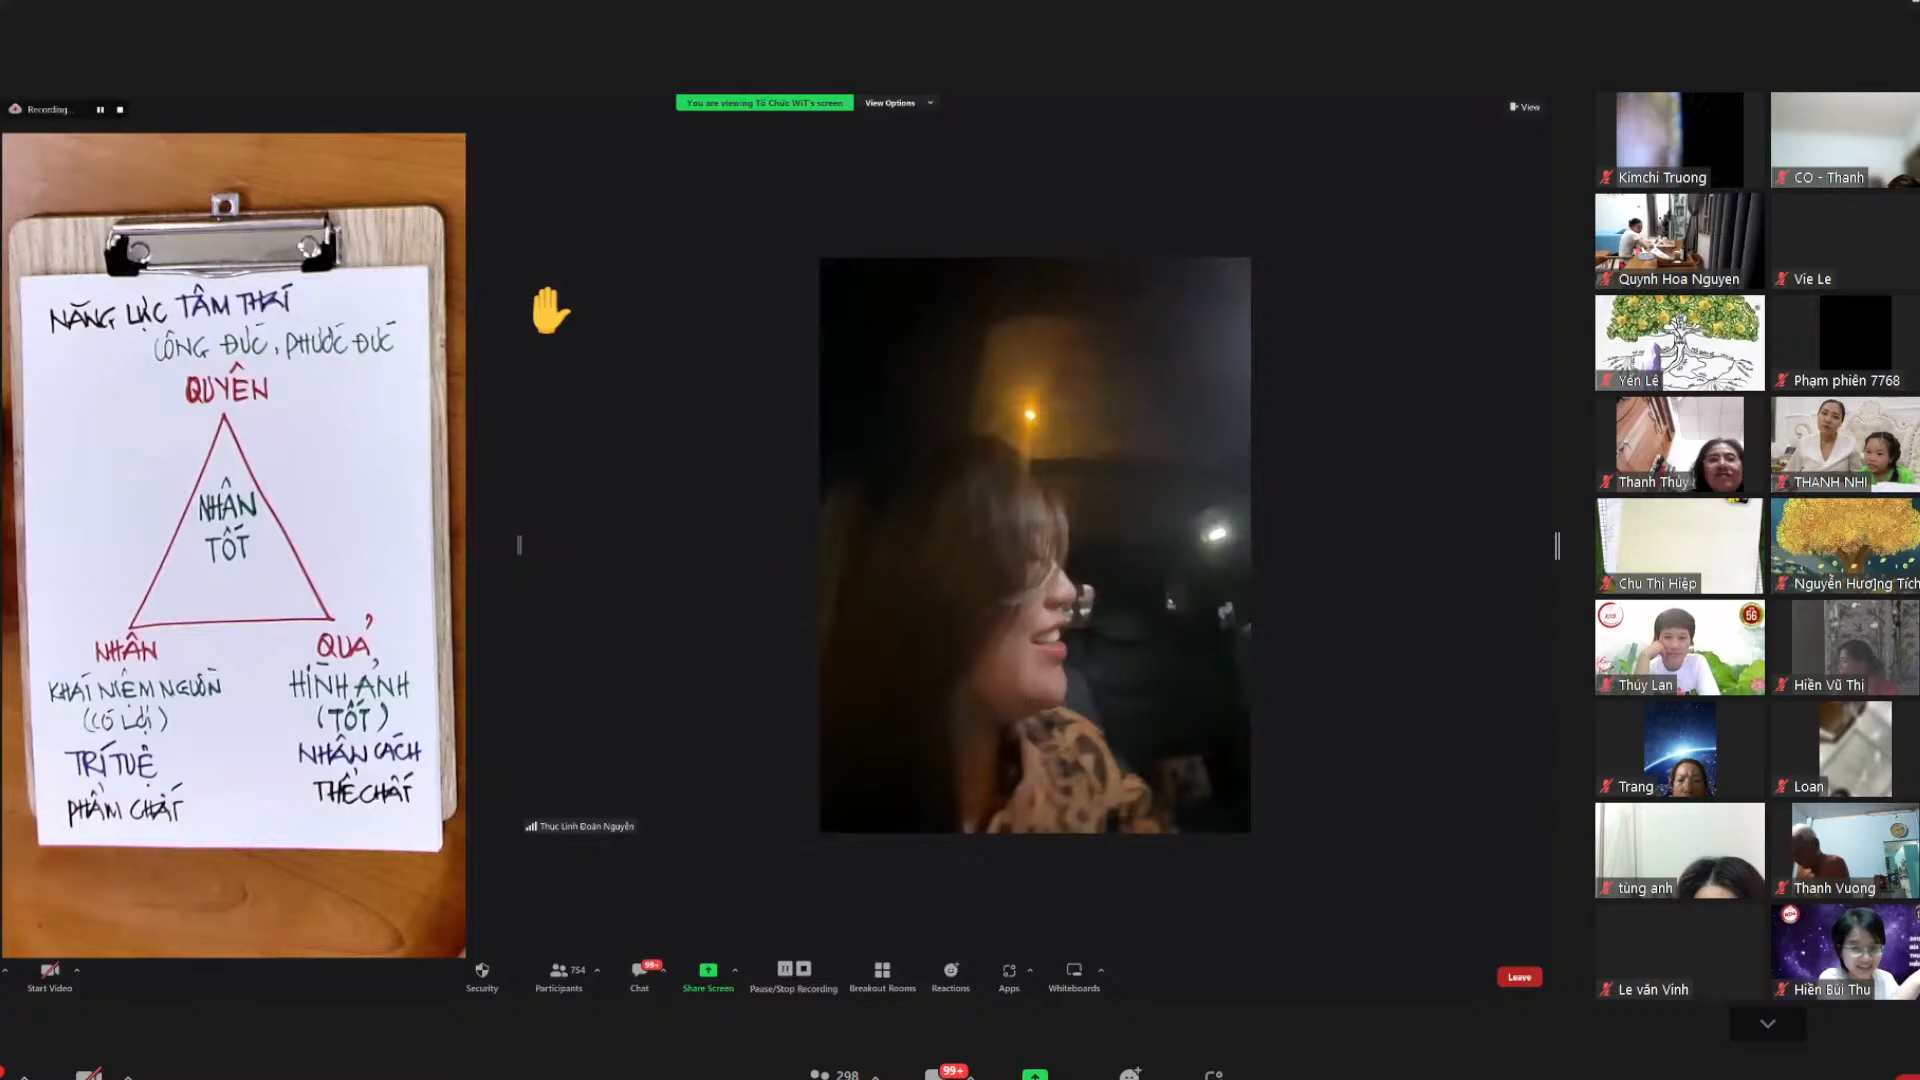 Recording...
You are viewing Tổ Chức WiT's screen
View Options
View
NĂNG LỰC TÂM THÁI
CÔNG ĐỨC, PHƯỚC ĐỨC
QUYỀN
NHÂN
TỐT
NHÂN
QUẢ
KHÁI NIỆM NGUỒN
(CÓ LỢI)
TRÍ TUỆ
PHẨM CHẤT
HÌNH ẢNH
(TỐT)
NHÂN CÁCH
THỂ CHẤT
Thục Linh Đoàn Nguyễn
Start Video
Security
Participants
754
Chat
99+
Share Screen
Pause/Stop Recording
Breakout Rooms
Reactions
Apps
Whiteboards
Leave
Kimchi Truong
CO - Thanh
Quynh Hoa Nguyen
Vie Le
Yến Lê
Phạm phiên 7768
Thanh Thủy
THANH NHI
Chu Thị Hiệp
Nguyễn Hươ]ng Tích
Thúy Lan
56
Hiền Vũ Thị
Trang
Loan
tùng anh
Thanh Vuong
Le văn Vinh
Hiền Bùi Thu
298
99+